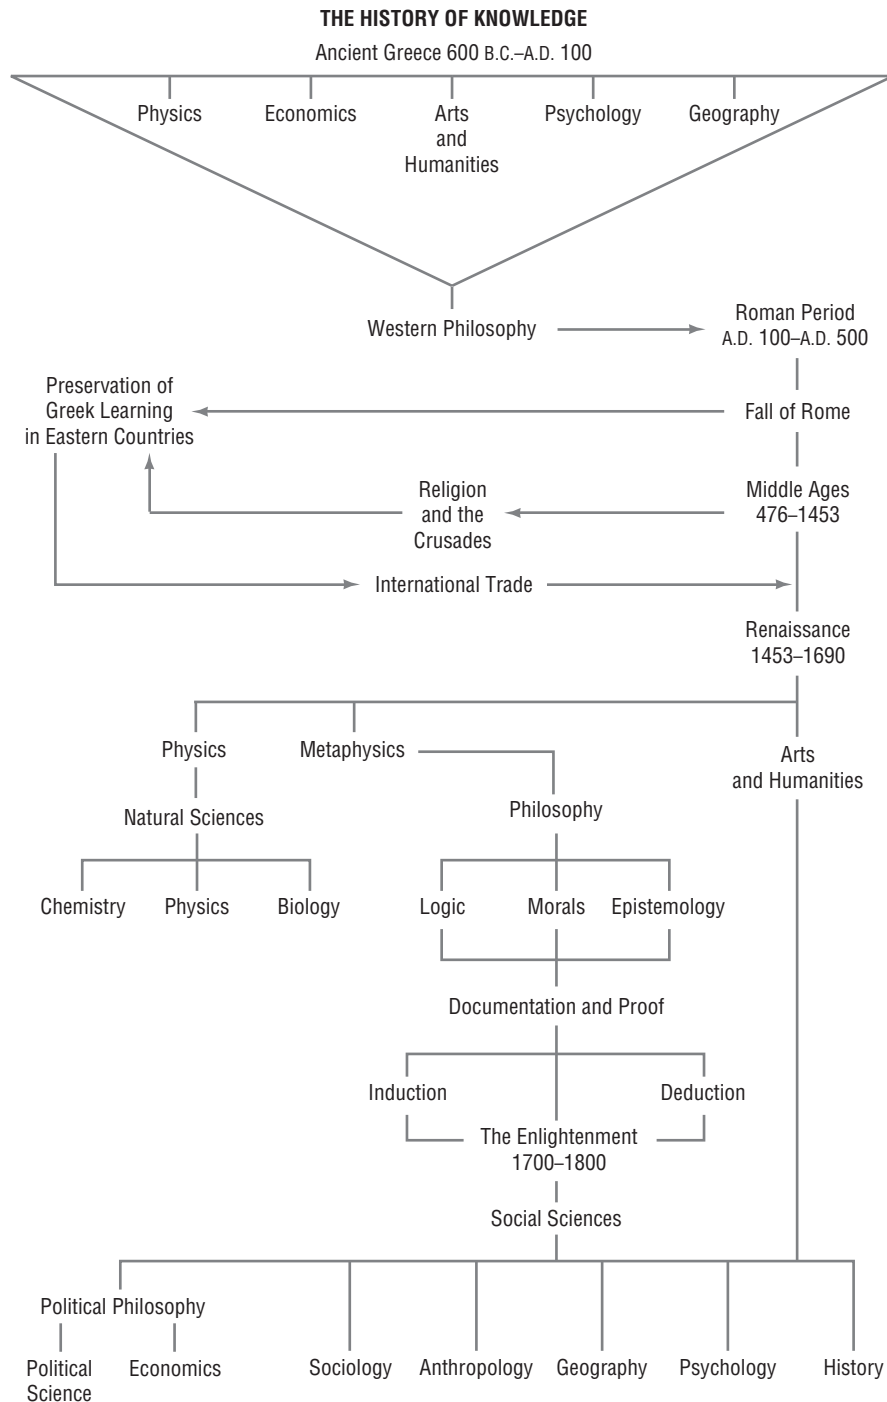 THE HISTORY OF KNOWLEDGE
Ancient Greece 600 B.C.–A.D. 100
Physics
Economics
Arts
and
Humanities
Psychology
Geography
Western Philosophy
Roman Period
A.D. 100–A.D. 500
Preservation of
Greek Learning
in Eastern Countries
Fall of Rome
Religion
and the
Crusades
Middle Ages
476–1453
International Trade
Renaissance
1453–1690
Physics
Metaphysics
Arts
and Humanities
Natural Sciences
Philosophy
Chemistry
Physics
Biology
Logic
Morals
Epistemology
Documentation and Proof
Induction
Deduction
The Enlightenment
1700–1800
Social Sciences
Political Philosophy
Political
Science
Economics
Sociology
Anthropology
Geography
Psychology
History